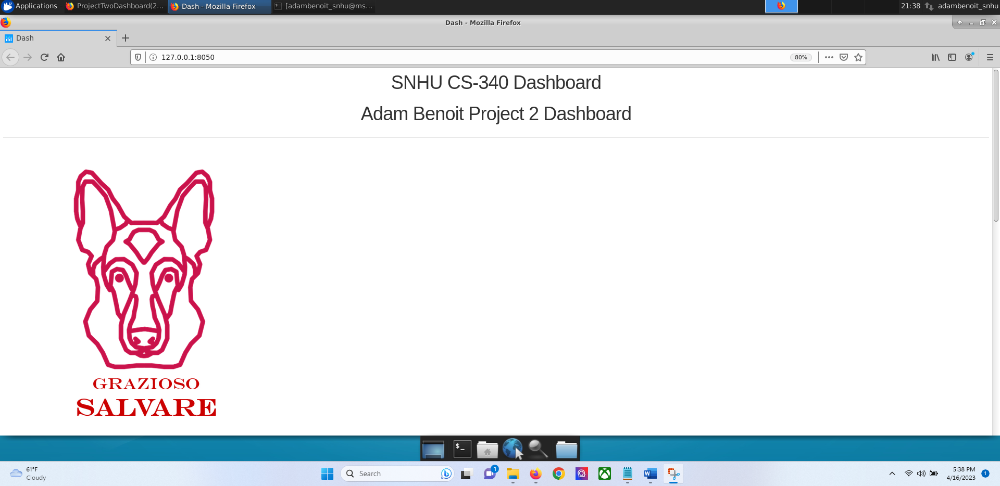 Applications ProjectTwoDashboard(2... Dash - Mozilla Firefox [adambenoit_snhu@ms... 21:38 adambenoit_snhu
Dash - Mozilla Firefox
Dash
127.0.0.1:8050 80%
SNHU CS-340 Dashboard
Adam Benoit Project 2 Dashboard
GRAZIOSO
SALVARE
$_
61°F
Cloudy
Search
1
W
5:38 PM
4/16/2023
1